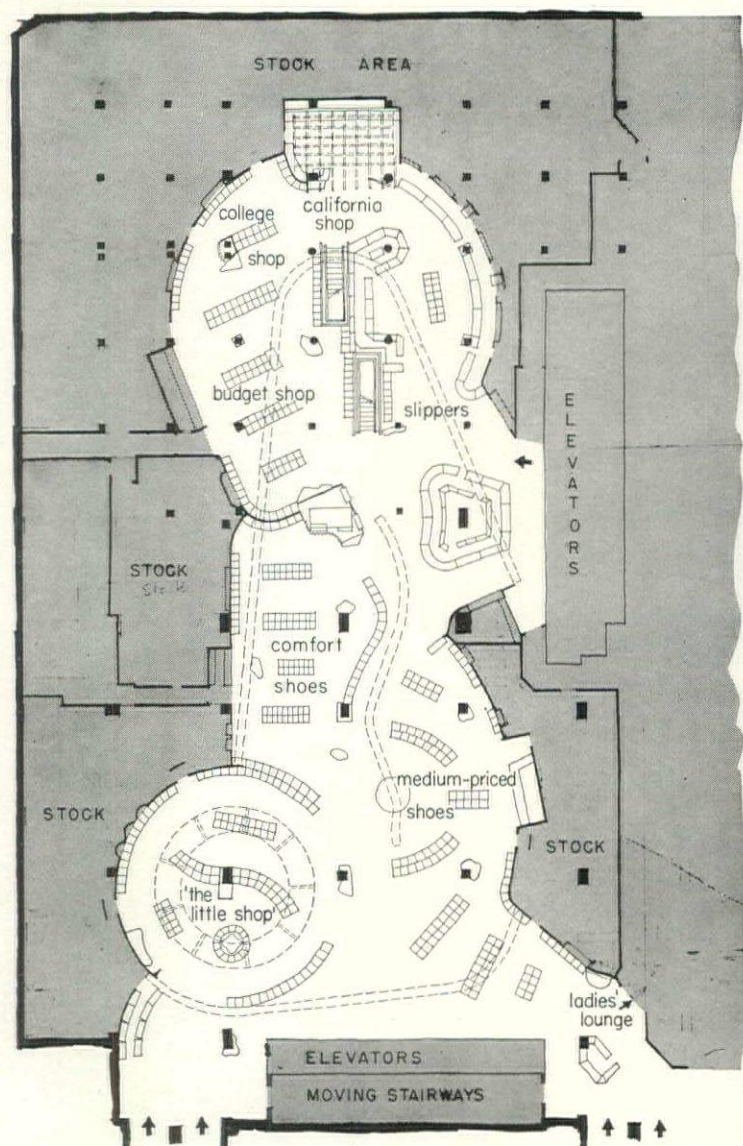 STOCK AREA
college
shop
california
shop
budget shop
slippers
ELEVATORS
STOCK
comfort
shoes
medium-priced
shoes
STOCK
'the
little shop'
STOCK
ladies
lounge
ELEVATORS
MOVING STAIRWAYS